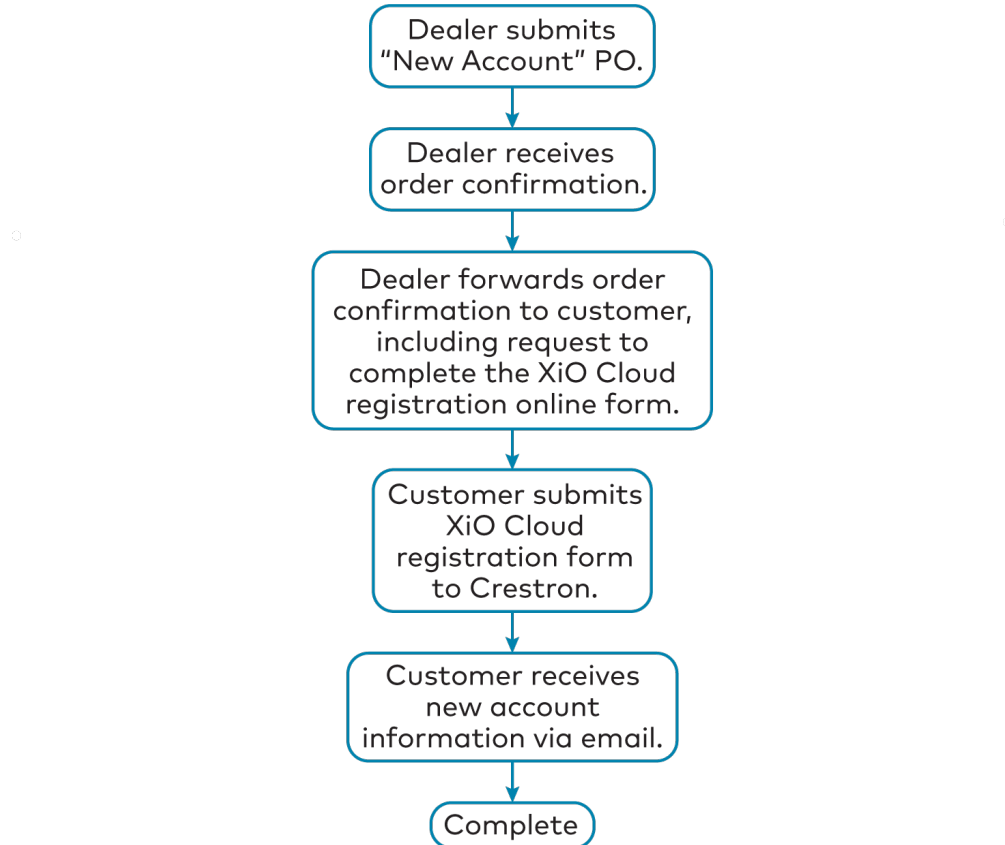 Dealer submits
“New Account” PO.
Dealer receives
order confirmation.
Dealer forwards order
confirmation to customer,
including request to
complete the XiO Cloud
registration online form.
Customer submits
XiO Cloud
registration form
to Crestron.
Customer receives
new account
information via email.
Complete